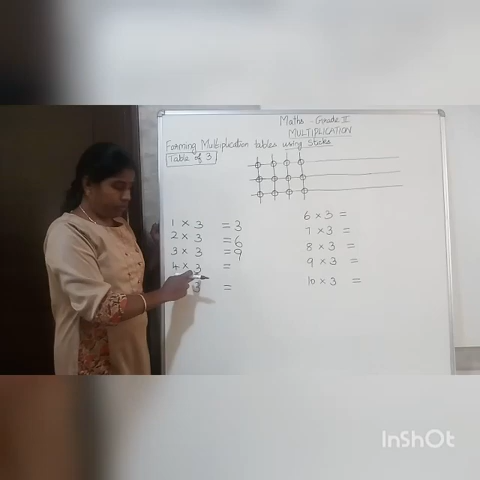 Maths - Grade II
MULTIPLICATION
Forming Multiplication tables using Sticks
Table of 3
1 × 3 = 3
2 × 3 = 6
3 × 3 = 9
4 × 3 =
3 =
6 × 3 =
7 × 3 =
8 × 3 =
9 × 3 =
10 × 3 =
InShOt